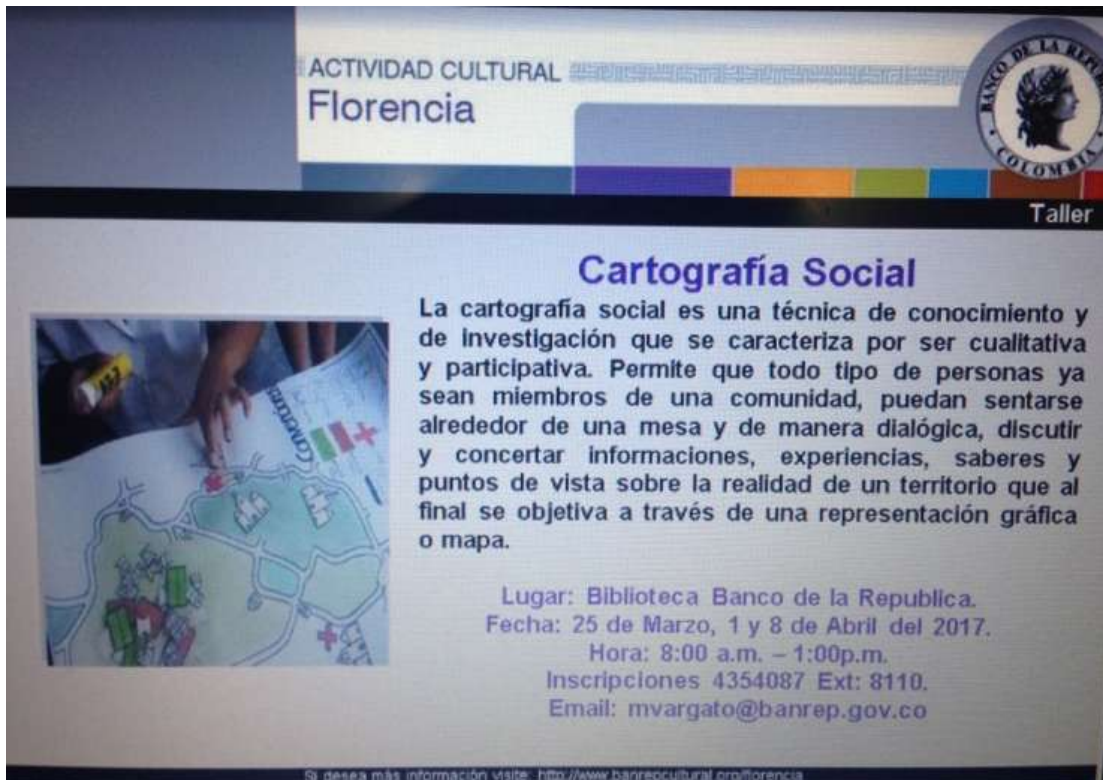 ACTIVIDAD CULTURAL
Florencia
BANCO DE LA REPU
COLOMBIA
Taller
Cartografía Social
La cartografía social es una técnica de conocimiento y
de investigación que se caracteriza por ser cualitativa
y participativa. Permite que todo tipo de personas ya
sean miembros de una comunidad, puedan sentarse
alrededor de una mesa y de manera dialógica, discutir
y concertar informaciones, experiencias, saberes y
puntos de vista sobre la realidad de un territorio que al
final se objetiva a través de una representación gráfica
o mapa.
Convenciones
Lugar: Biblioteca Banco de la Republica.
Fecha: 25 de Marzo, 1 y 8 de Abril del 2017.
Hora: 8:00 a.m. – 1:00p.m.
Inscripciones 4354087 Ext: 8110.
Email: mvargato@banrep.gov.co
Si desea más información visite: http://www.banrepcultural.org/florencia